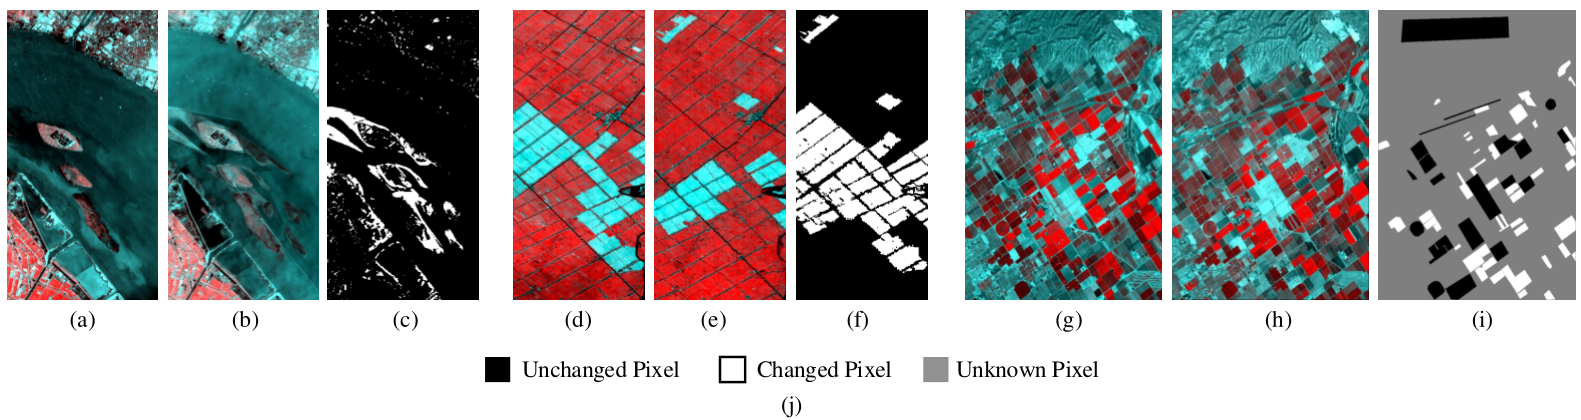 (a) (b) (c) (d) (e) (f) (g) (h) (i)
Unchanged Pixel Changed Pixel Unknown Pixel
(j)